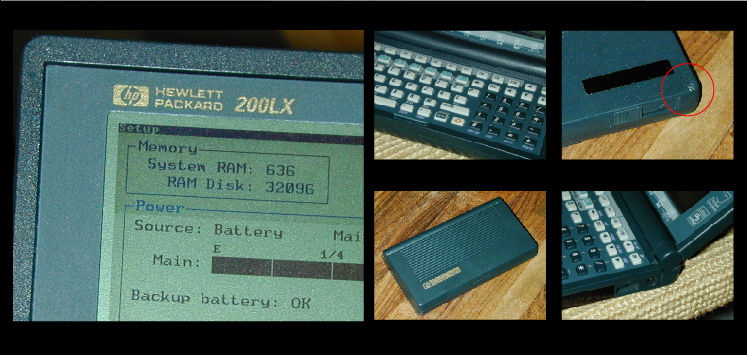 hp HEWLETT
PACKARD 200LX
Setup
Memory
System RAM: 636
RAM Disk: 32096
Power
Source: Battery Mai
E 1/4
Main:
Backup battery: OK